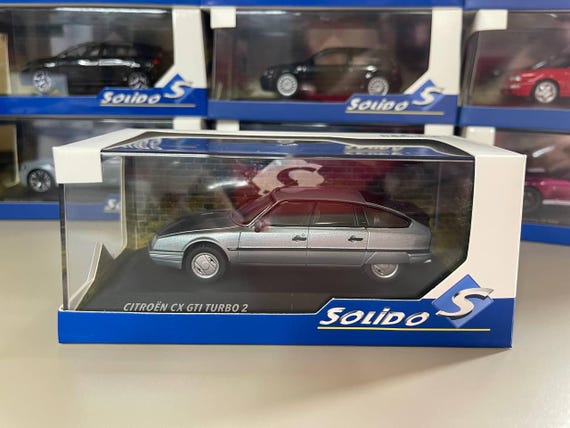 SOLIDO S
SOLIDO S
CITROËN CX GTI TURBO 2
SOLIDO S